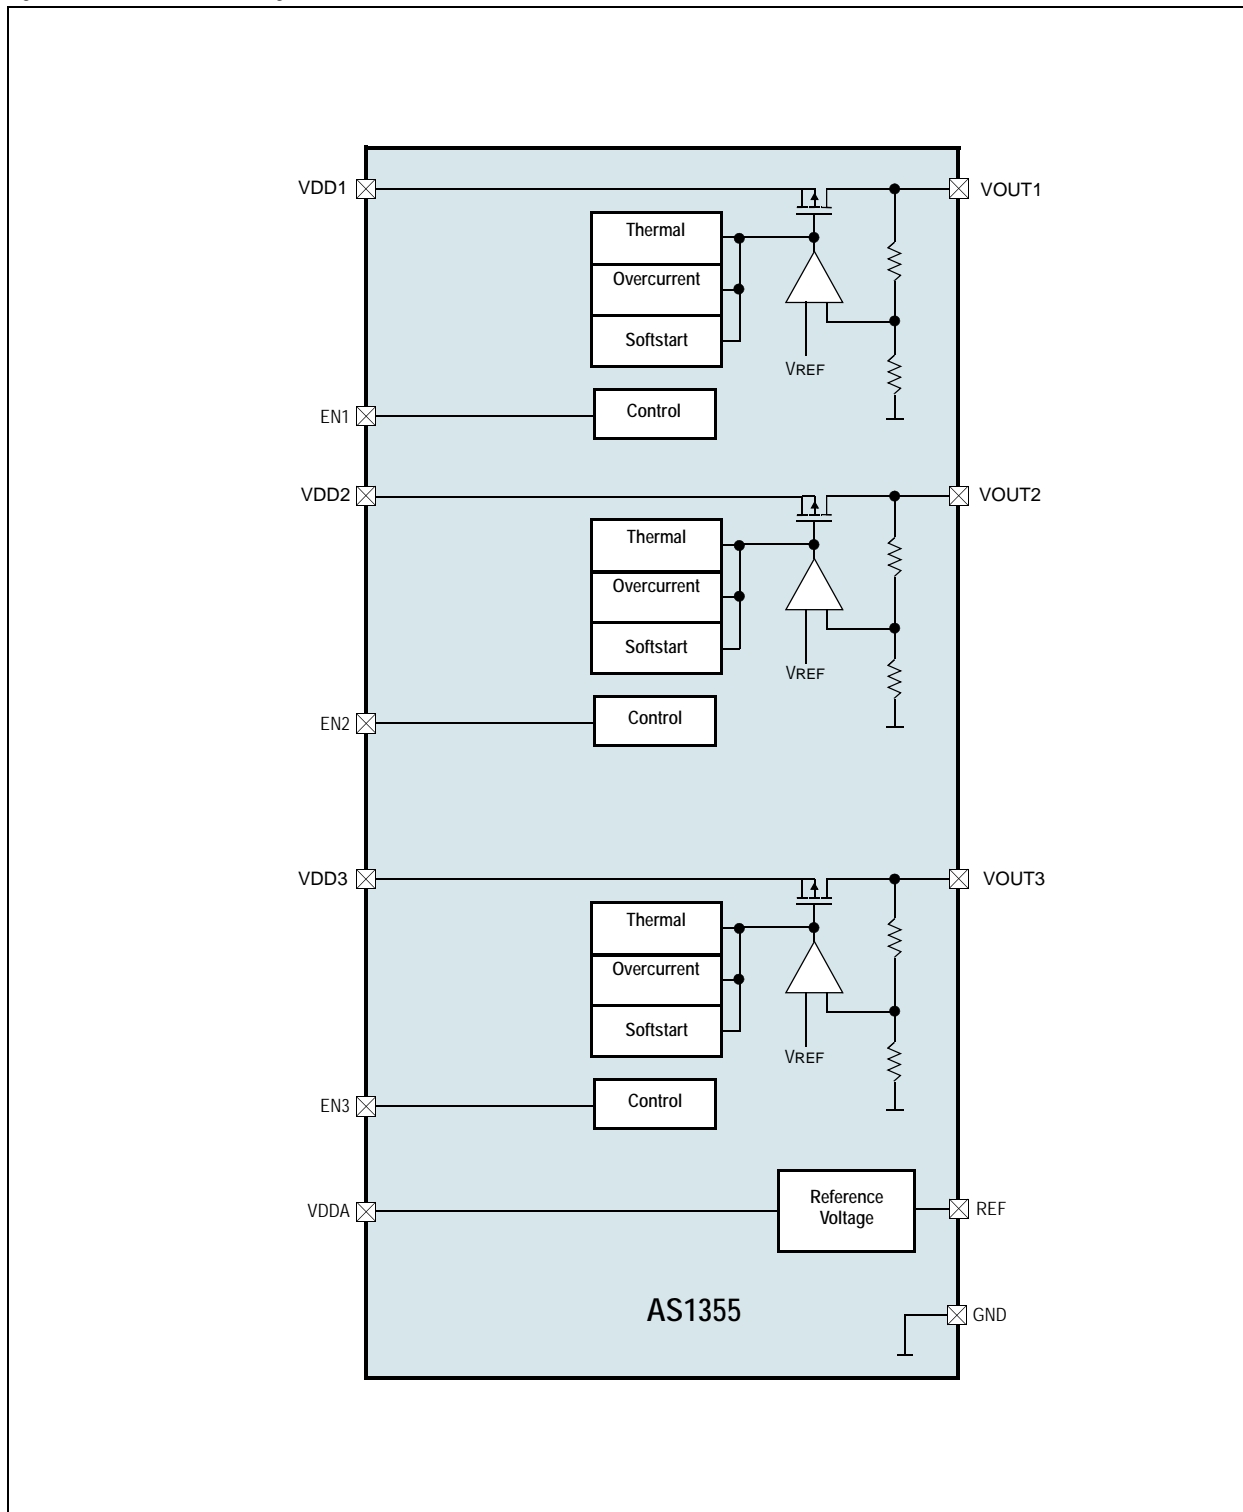 VDD1
VOUT1
Thermal
Overcurrent
Softstart
VREF
EN1
Control
VDD2
VOUT2
Thermal
Overcurrent
Softstart
VREF
EN2
Control
VDD3
VOUT3
Thermal
Overcurrent
Softstart
VREF
EN3
Control
VDDA
Reference
Voltage
REF
AS1355
GND